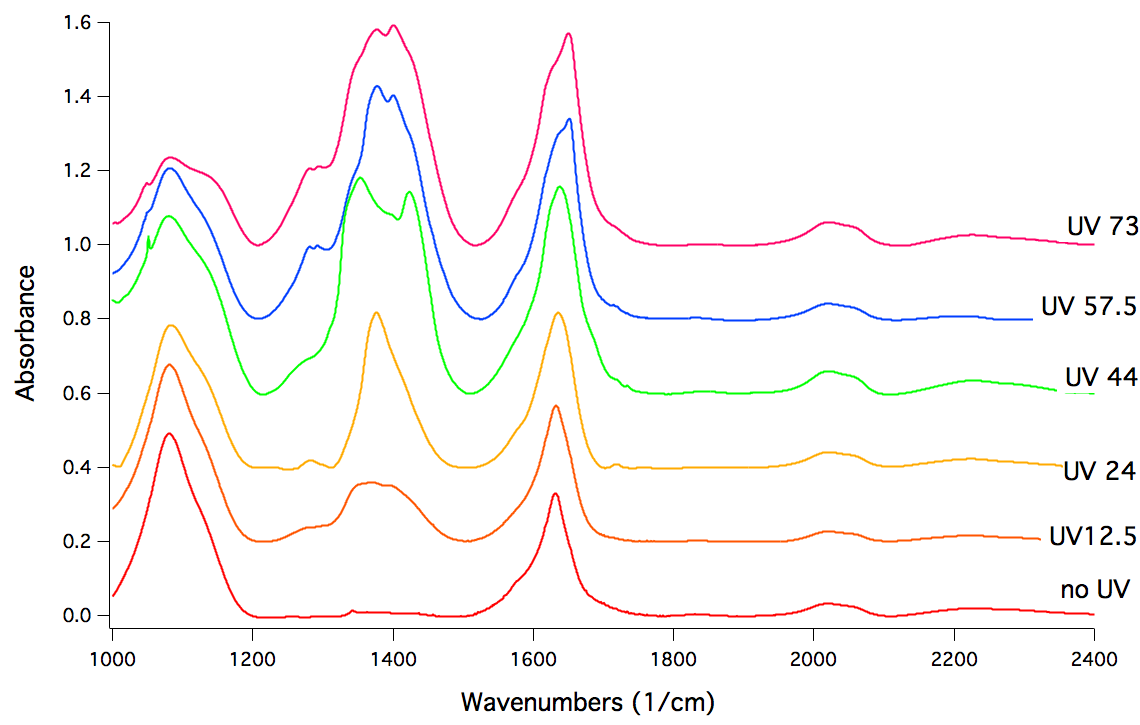 1.6
1.4
1.2
1.0
0.8
0.6
0.4
0.2
0.0
Absorbance
UV 73
UV 57.5
UV 44
UV 24
UV12.5
no UV
1000 1200 1400 1600 1800 2000 2200 2400
Wavenumbers (1/cm)